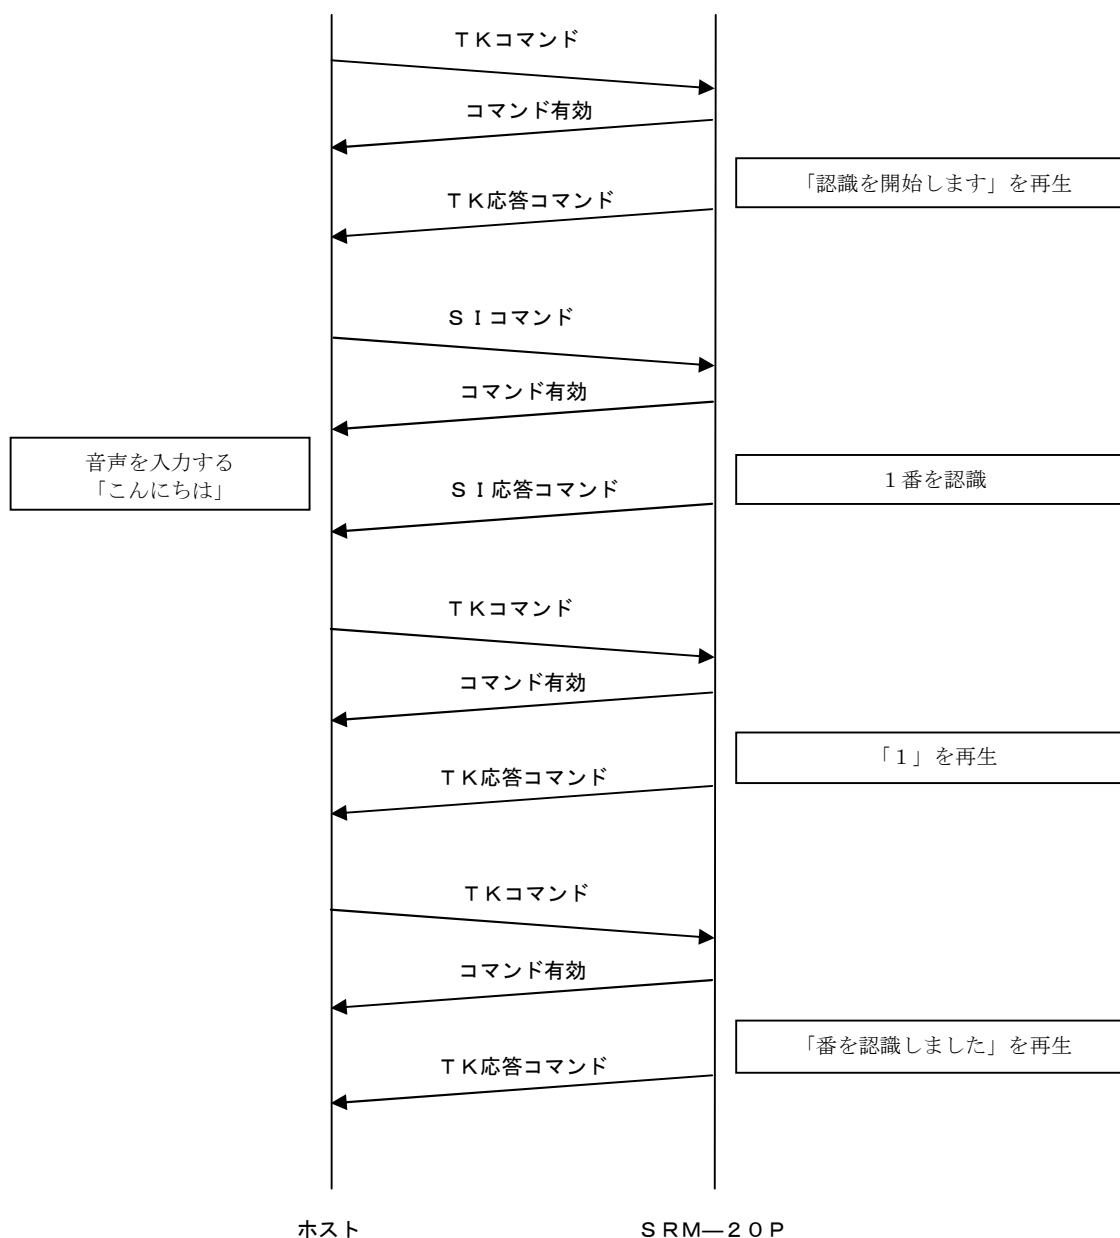 ＴＫコマンド
コマンド有効
「認識を開始します」を再生
ＴＫ応答コマンド
ＳＩコマンド
コマンド有効
音声を入力する
「こんにちは」
１番を認識
ＳＩ応答コマンド
ＴＫコマンド
コマンド有効
「１」を再生
ＴＫ応答コマンド
ＴＫコマンド
コマンド有効
「番を認識しました」を再生
ＴＫ応答コマンド
ホスト
ＳＲＭ―２０Ｐ